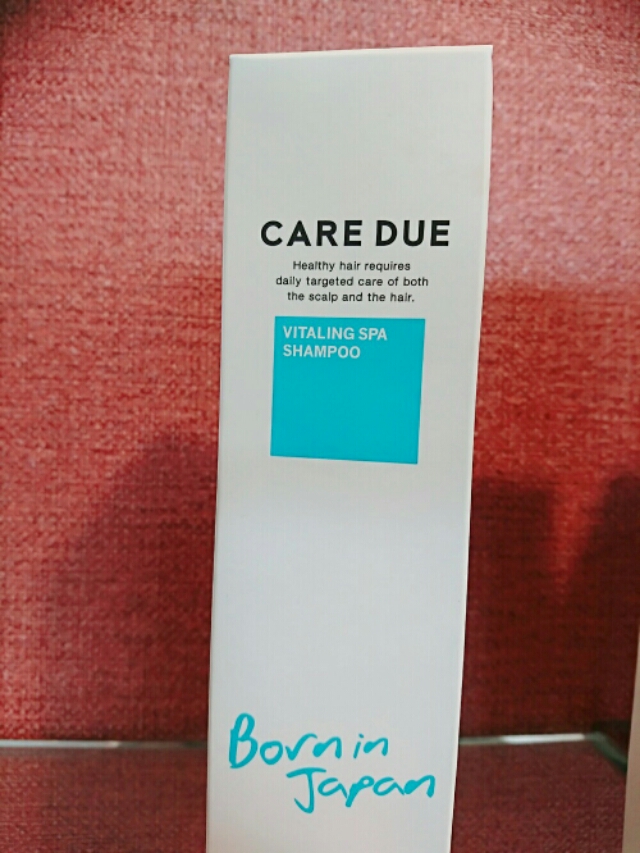 CARE DUE
Healthy hair requires
daily targeted care of both
the scalp and the hair.
VITALING SPA
SHAMPOO
Born in
Japan